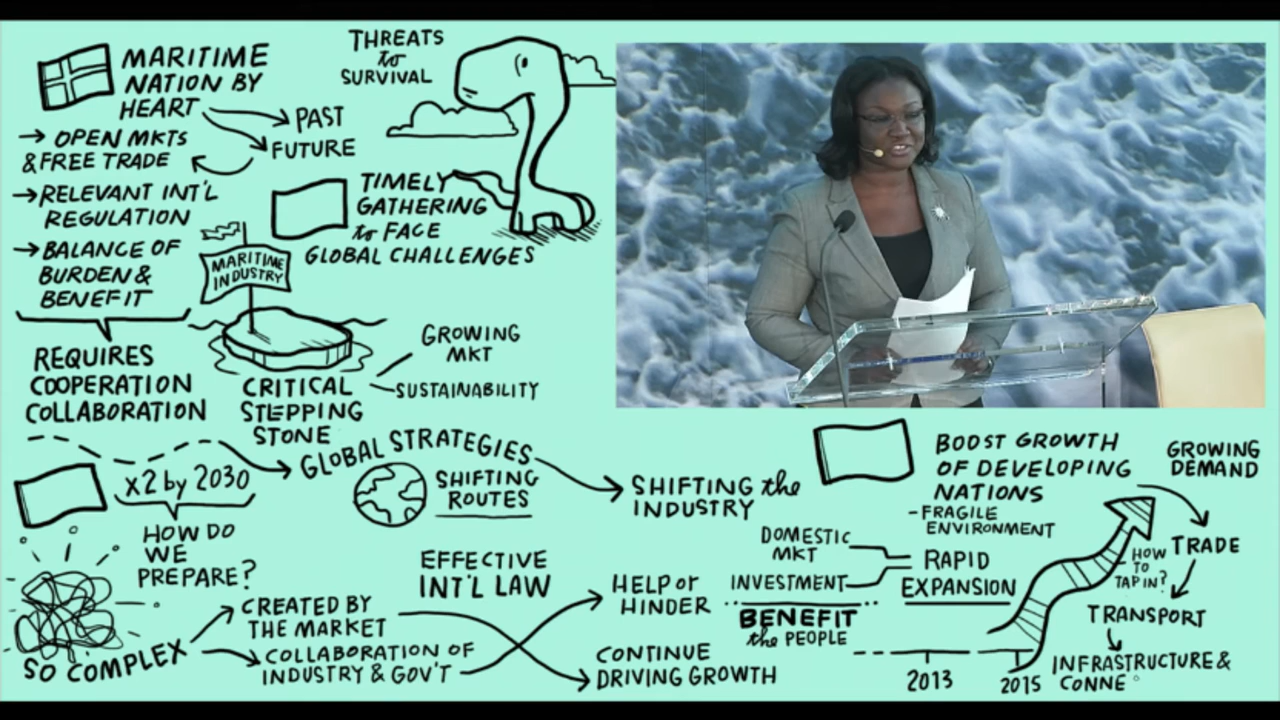 MARITIME
NATION BY
HEART
PAST
FUTURE
→ OPEN MKTS
& FREE TRADE
→ RELEVANT INT'L
REGULATION
→ BALANCE OF
BURDEN &
BENEFIT
REQUIRES
COOPERATION
COLLABORATION
THREATS
to
SURVIVAL
TIMELY
GATHERING
to FACE
GLOBAL CHALLENGES
MARITIME
INDUSTRY
CRITICAL
STEPPING
STONE
GROWING
MKT
SUSTAINABILITY
x2 by 2030
HOW DO
WE
PREPARE?
GLOBAL STRATEGIES
SHIFTING
ROUTES
SHIFTING the
INDUSTRY
SO COMPLEX
CREATED BY
THE MARKET
COLLABORATION OF
INDUSTRY & GOV'T
EFFECTIVE
INT'L LAW
HELP or
HINDER
CONTINUE
DRIVING GROWTH
BOOST GROWTH
OF DEVELOPING
NATIONS
- FRAGILE
ENVIRONMENT
DOMESTIC
MKT
INVESTMENT
RAPID
EXPANSION
BENEFIT
the PEOPLE
2013
2015
HOW
TO
TAP IN?
GROWING
DEMAND
TRADE
TRANSPORT
INFRASTRUCTURE &
CONNE